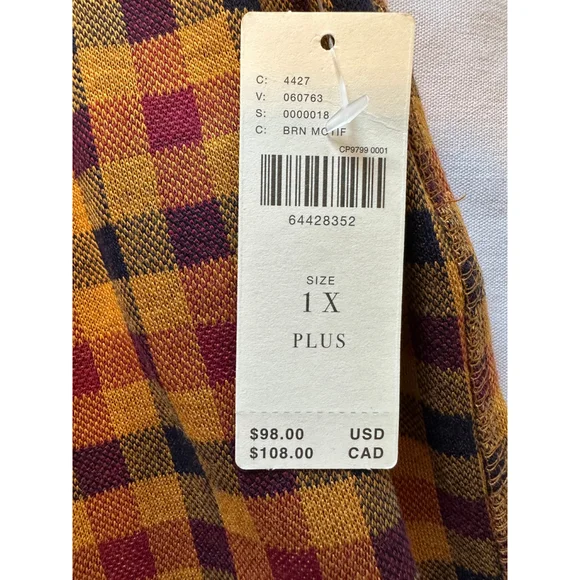 C: 4427
V: 060763
S: 0000018
C: BRN MOTIF
CP9799 0001
64428352
SIZE
1 X
PLUS
$98.00 USD
$108.00 CAD